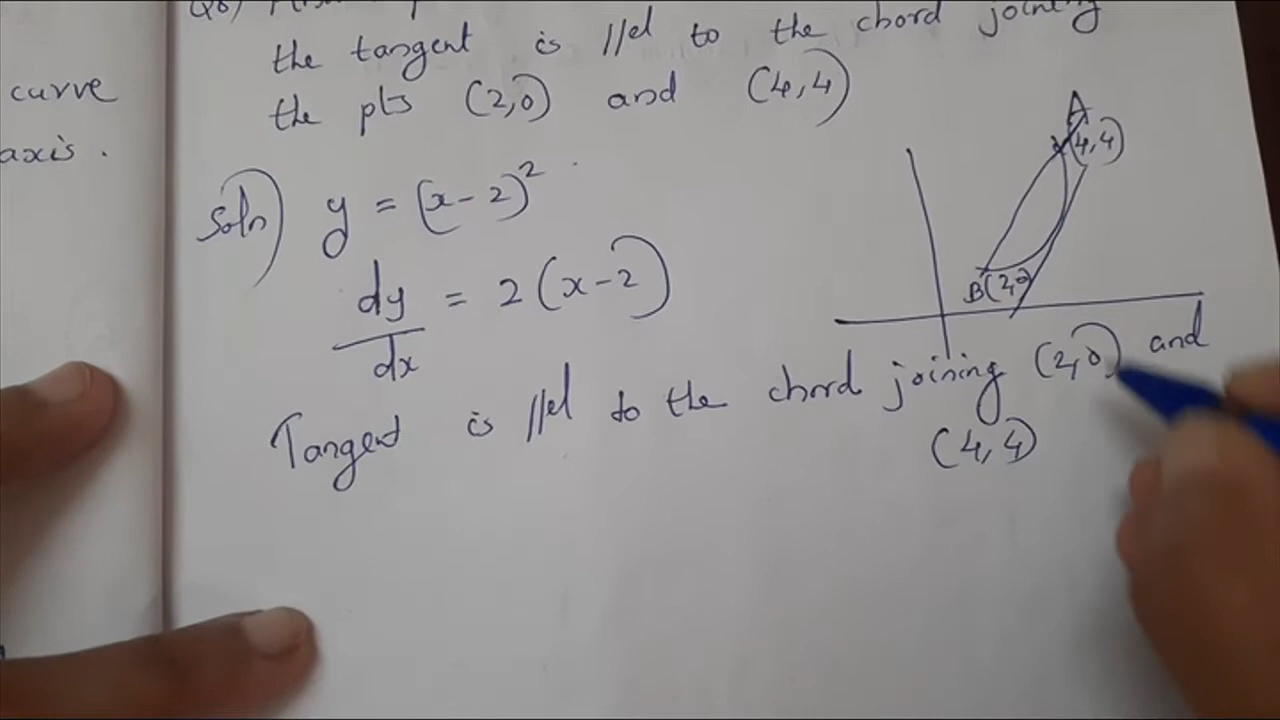 Q8)
the tangent is //el to the chord joining
the pts (2,0) and (4,4)
curve
axis.
Soln) y = (x-2)²
dy/dx = 2(x-2)
A
(4,4)
B(2,0)
Tangent is //el to the chord joining (2,0) and
(4,4)